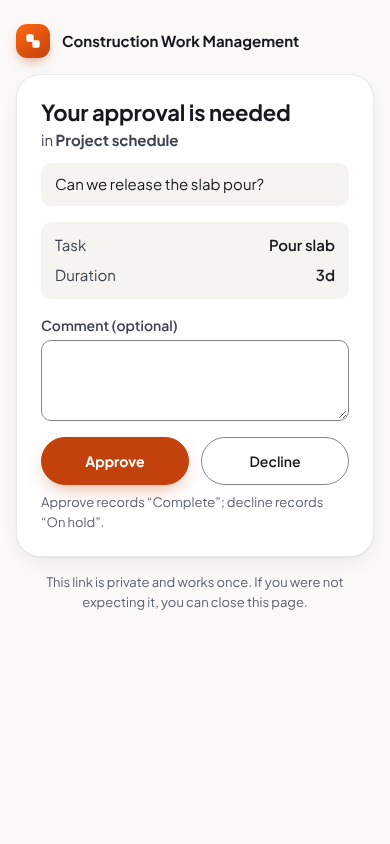 Construction Work Management
Your approval is needed
in Project schedule
Can we release the slab pour?
Task Pour slab
Duration 3d
Comment (optional)
Approve Decline
Approve records “Complete”; decline records
“On hold”.
This link is private and works once. If you were not
expecting it, you can close this page.